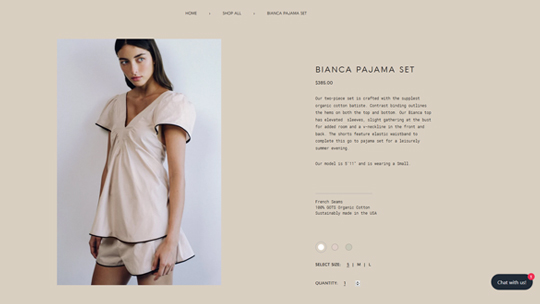 HOME • SHOP ALL • BIANCA PAJAMA SET
BIANCA PAJAMA SET
$385.00
Our two-piece set is crafted with the supplest
organic cotton batiste. Contrast binding outlines
the hems on both the top and bottom. Our Bianca top
has elevated sleeves, slight gathering at the bust
for added room and a v-neckline in the front and
back. The shorts feature elastic waistband to
complete this go to pajama set for a leisurely
summer evening.
Our model is 5'11" and is wearing a Small.
French Seams
100% GOTS Organic Cotton
Sustainably made in the USA
SELECT SIZE: S | M | L
QUANTITY: 1
Chat with us!